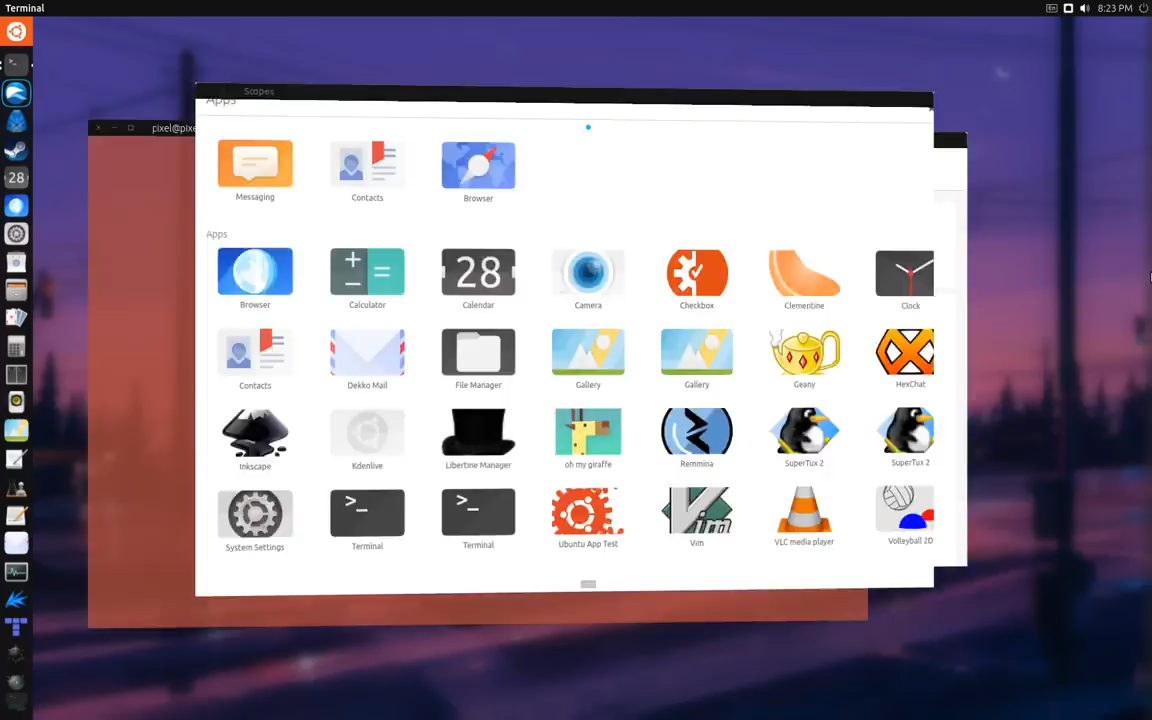 Terminal
En
8:23 PM
Scopes
Apps
pixel@pixe
Messaging
Contacts
Browser
Apps
28
Browser
Calculator
28
Calendar
Camera
Checkbox
Clementine
Clock
Contacts
Dekko Mail
File Manager
Gallery
Gallery
Geany
HexChat
Inkscape
Kdenlive
Libertine Manager
oh my giraffe
Remmina
SuperTux 2
SuperTux 2
System Settings
>_
Terminal
>_
Terminal
Ubuntu App Test
Vim
Vim
VLC media player
Volleyball 2D